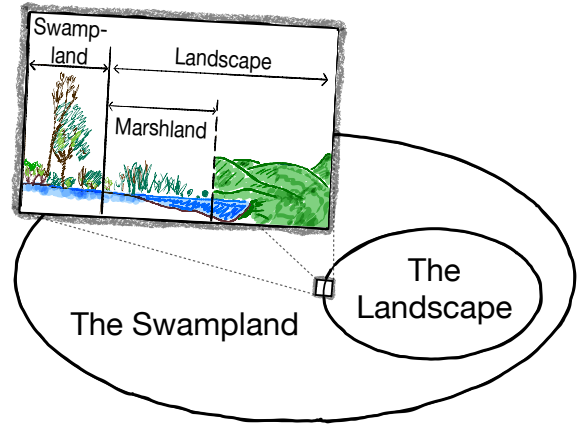 Swamp-
land
Landscape
Marshland
The Swampland
The
Landscape